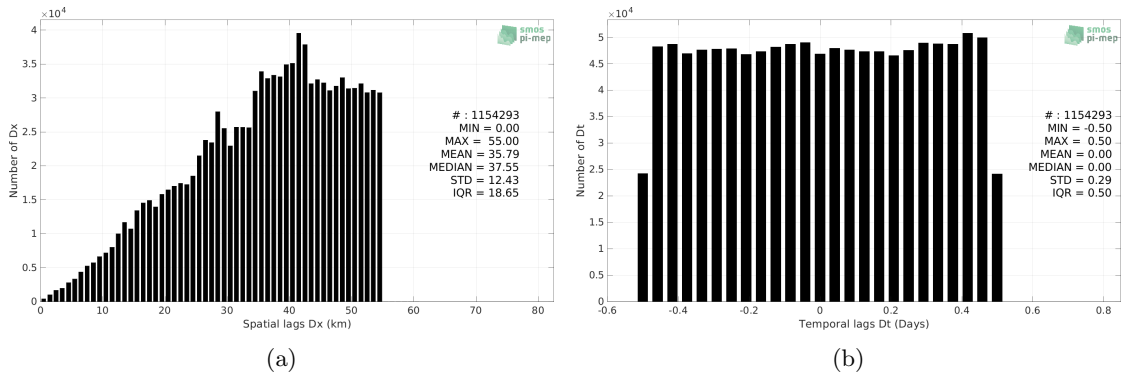 ×10⁴
4
3.5
3
2.5
2
1.5
1
0.5
0
Number of Dx
0 10 20 30 40 50 60 70 80
Spatial lags Dx (km)
smos
pi-mep
# : 1154293
MIN = 0.00
MAX = 55.00
MEAN = 35.79
MEDIAN = 37.55
STD = 12.43
IQR = 18.65
(a)
×10⁴
5
4.5
4
3.5
3
2.5
2
1.5
1
0.5
0
Number of Dt
-0.6 -0.4 -0.2 0 0.2 0.4 0.6 0.8
Temporal lags Dt (Days)
smos
pi-mep
# : 1154293
MIN = -0.50
MAX = 0.50
MEAN = 0.00
MEDIAN = 0.00
STD = 0.29
IQR = 0.50
(b)